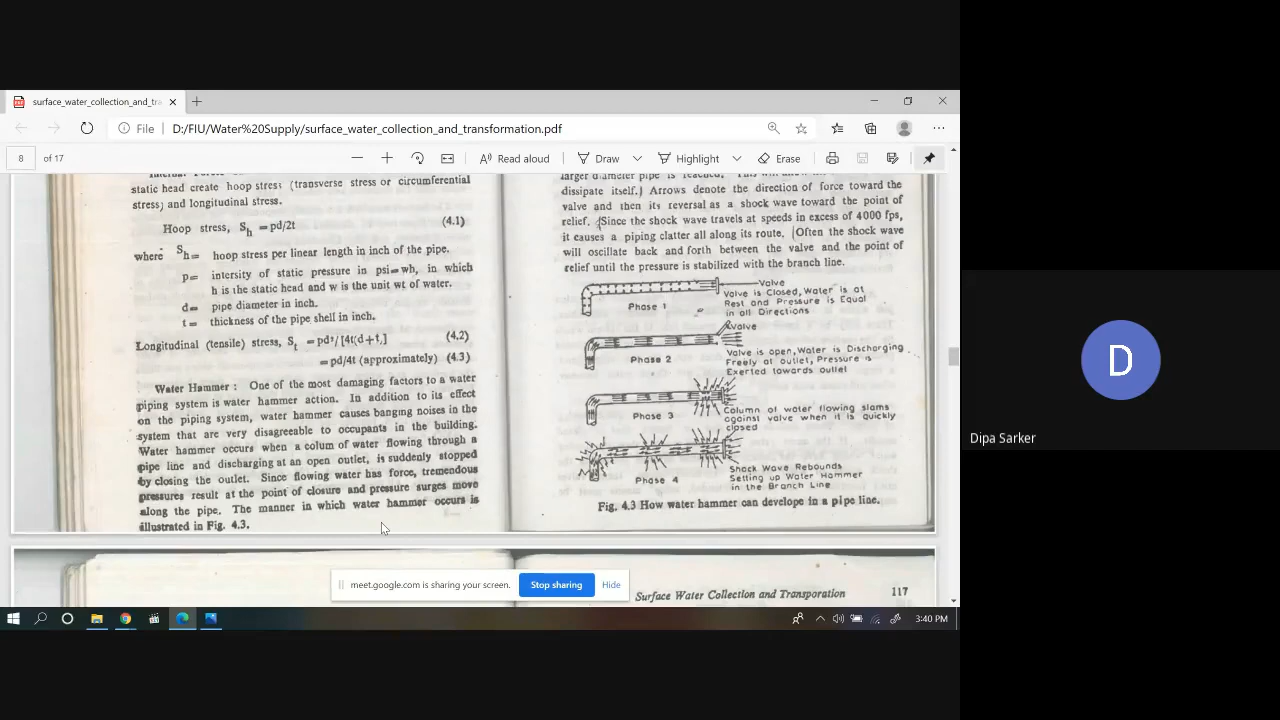 surface_water_collection_and_tra
File
D:/FIU/Water%20Supply/surface_water_collection_and_transformation.pdf
8 of 17
Read aloud
Draw
Highlight
Erase
static head create hoop stress (transverse stress or circumferential
stress) and longitudinal stress.
Hoop stress, Sh = pd/2t (4.1)
where Sh= hoop stress per linear length in inch of the pipe.
p= intersity of static pressure in psi=wh, in which
h is the static head and w is the unit wt of water.
d= pipe diameter in inch.
t= thickness of the pipe shell in inch.
Longitudinal (tensile) stress, St = pd²/[4t(d+t)] (4.2)
=pd/4t (approximately) (4.3)
Water Hammer : One of the most damaging factors to a water
piping system is water hammer action. In addition to its effect
on the piping system, water hammer causes banging noises in the
system that are very disagreeable to occupants in the building.
Water hammer occurs when a colum of water flowing through a
pipe line and discharging at an open outlet, is suddenly stopped
by closing the outlet. Since flowing water has force, tremendous
pressures result at the point of closure and pressure surges move
along the pipe. The manner in which water hammer occurs is
illustrated in Fig. 4.3.
larger diameter pipe is reached. This will allow
dissipate itself.) Arrows denote the direction of force toward the
valve and then its reversal as a shock wave toward the point of
relief. (Since the shock wave travels at speeds in excess of 4000 fps,
it causes a piping clatter all along its route. (Often the shock wave
will oscillate back and forth between the valve and the point of
relief until the pressure is stabilized with the branch line.
Valve
Valve is Closed, Water is at
Rest and Pressure is Equal
in all Directions
Phase 1
Valve
Phase 2
Valve is open, Water is Discharging
Freely at outlet, Pressure is
Exerted towards outlet
Phase 3
Column of water flowing slams
against valve when it is quickly
closed
Phase 4
Shock Wave Rebounds
Setting up Water Hammer
in the Branch Line
Fig. 4.3 How water hammer can develope in a pipe line.
Surface Water Collection and Transporation 117
meet.google.com is sharing your screen.
Stop sharing
Hide
3:40 PM
D
Dipa Sarker